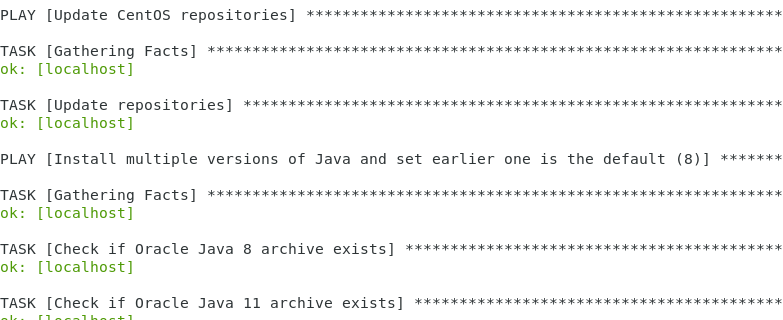 PLAY [Update CentOS repositories] *****************************************************
TASK [Gathering Facts] ****************************************************************
ok: [localhost]
TASK [Update repositories] ************************************************************
ok: [localhost]
PLAY [Install multiple versions of Java and set earlier one is the default (8)] *******
TASK [Gathering Facts] ****************************************************************
ok: [localhost]
TASK [Check if Oracle Java 8 archive exists] ******************************************
ok: [localhost]
TASK [Check if Oracle Java 11 archive exists] *****************************************
ok: [localhost]